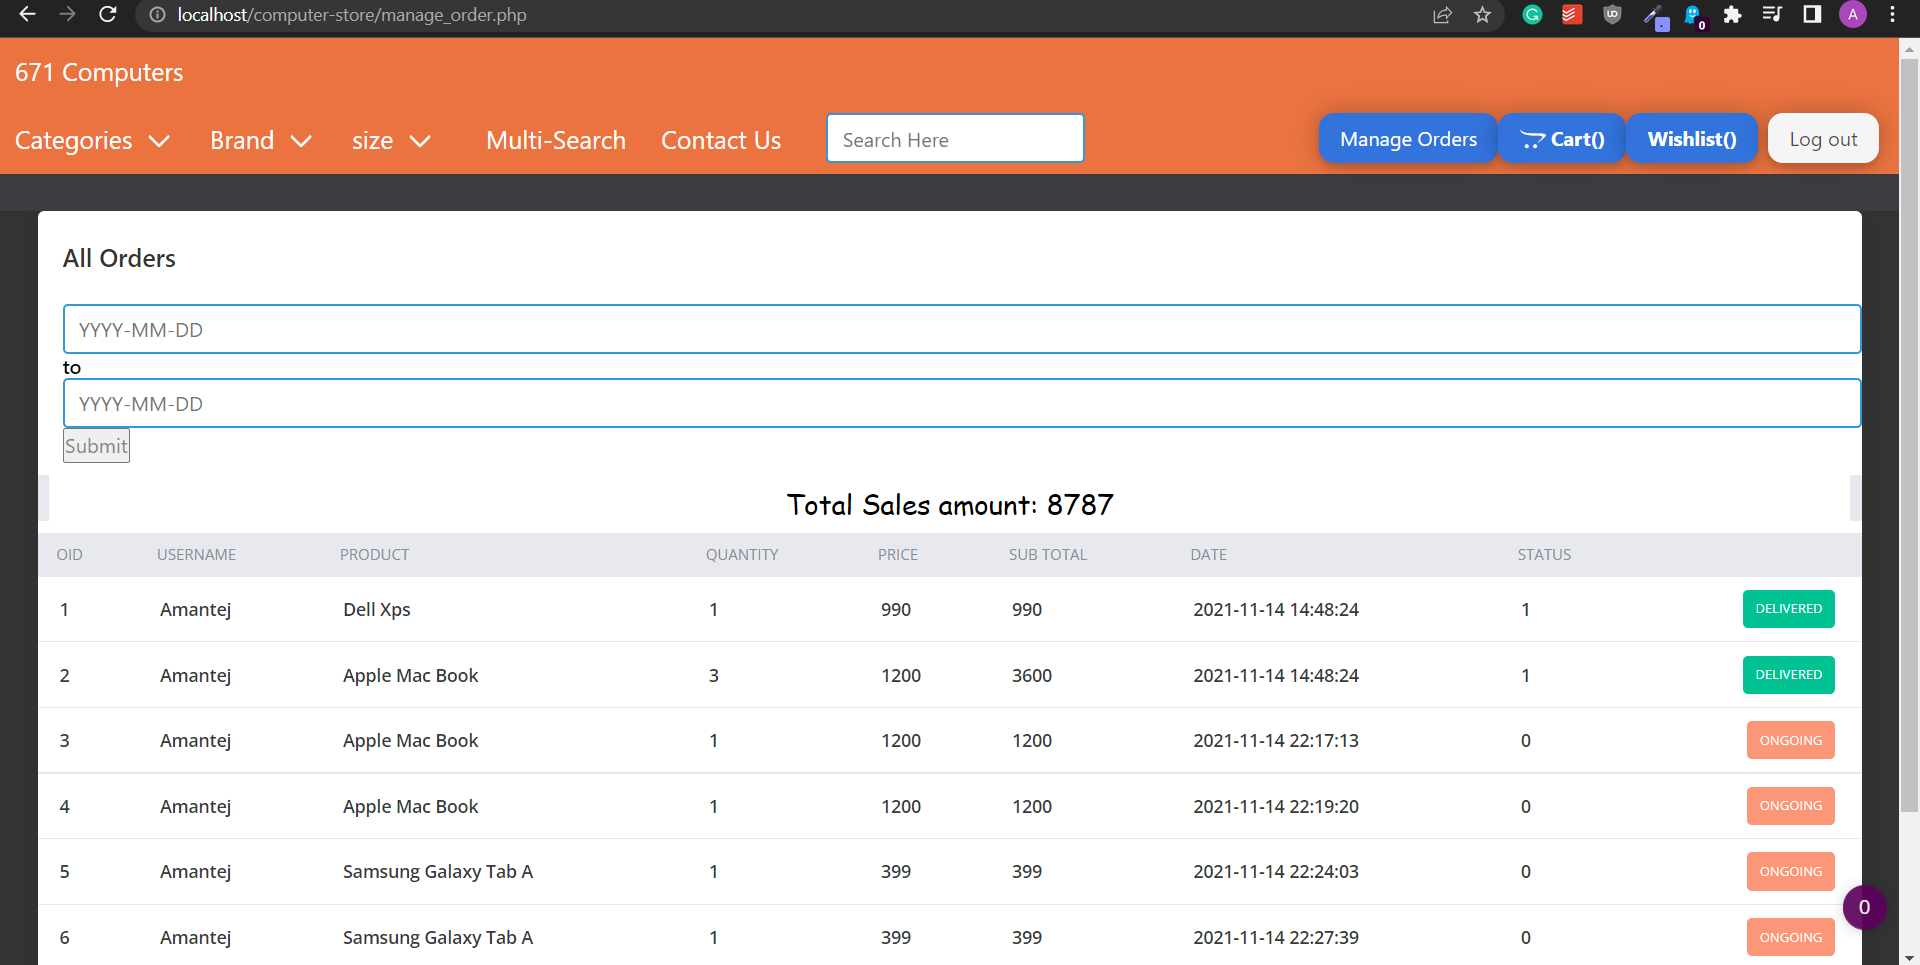 localhost/computer-store/manage_order.php
0
A
671 Computers
Categories Brand size Multi-Search Contact Us Search Here Manage Orders Cart() Wishlist() Log out
All Orders
YYYY-MM-DD
to
YYYY-MM-DD
Submit
Total Sales amount: 8787
OID USERNAME PRODUCT QUANTITY PRICE SUB TOTAL DATE STATUS
1 Amantej Dell Xps 1 990 990 2021-11-14 14:48:24 1 DELIVERED
2 Amantej Apple Mac Book 3 1200 3600 2021-11-14 14:48:24 1 DELIVERED
3 Amantej Apple Mac Book 1 1200 1200 2021-11-14 22:17:13 0 ONGOING
4 Amantej Apple Mac Book 1 1200 1200 2021-11-14 22:19:20 0 ONGOING
5 Amantej Samsung Galaxy Tab A 1 399 399 2021-11-14 22:24:03 0 ONGOING
0
6 Amantej Samsung Galaxy Tab A 1 399 399 2021-11-14 22:27:39 0 ONGOING